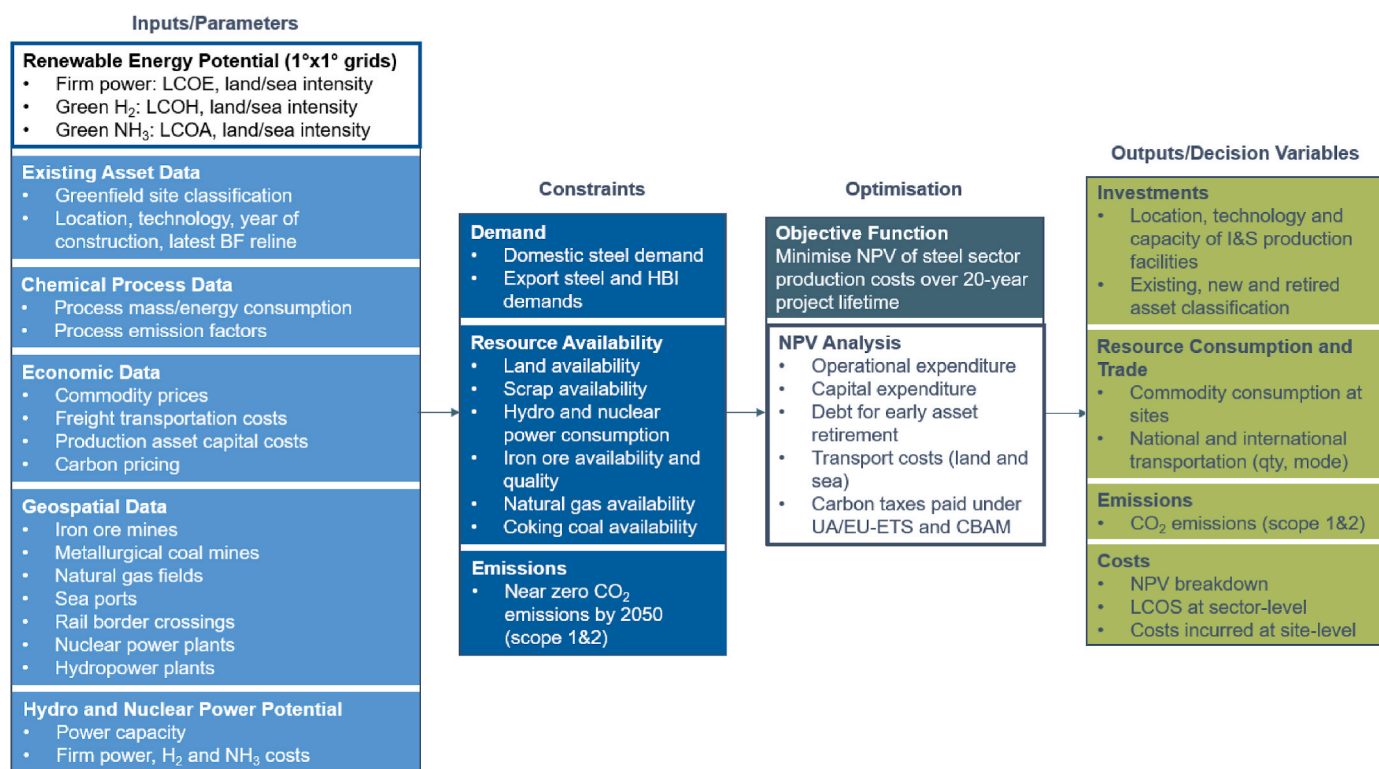 Inputs/Parameters
Renewable Energy Potential (1°x1° grids)
• Firm power: LCOE, land/sea intensity
• Green H₂: LCOH, land/sea intensity
• Green NH₃: LCOA, land/sea intensity
Existing Asset Data
• Greenfield site classification
• Location, technology, year of
construction, latest BF reline
Chemical Process Data
• Process mass/energy consumption
• Process emission factors
Economic Data
• Commodity prices
• Freight transportation costs
• Production asset capital costs
• Carbon pricing
Geospatial Data
• Iron ore mines
• Metallurgical coal mines
• Natural gas fields
• Sea ports
• Rail border crossings
• Nuclear power plants
• Hydropower plants
Hydro and Nuclear Power Potential
• Power capacity
• Firm power, H₂ and NH₃ costs
Constraints
Demand
• Domestic steel demand
• Export steel and HBI
demands
Resource Availability
• Land availability
• Scrap availability
• Hydro and nuclear
power consumption
• Iron ore availability and
quality
• Natural gas availability
• Coking coal availability
Emissions
• Near zero CO₂
emissions by 2050
(scope 1&2)
Optimisation
Objective Function
Minimise NPV of steel sector
production costs over 20-year
project lifetime
NPV Analysis
• Operational expenditure
• Capital expenditure
• Debt for early asset
retirement
• Transport costs (land and
sea)
• Carbon taxes paid under
UA/EU-ETS and CBAM
Outputs/Decision Variables
Investments
• Location, technology and
capacity of I&S production
facilities
• Existing, new and retired
asset classification
Resource Consumption and
Trade
• Commodity consumption at
sites
• National and international
transportation (qty, mode)
Emissions
• CO₂ emissions (scope 1&2)
Costs
• NPV breakdown
• LCOS at sector-level
• Costs incurred at site-level